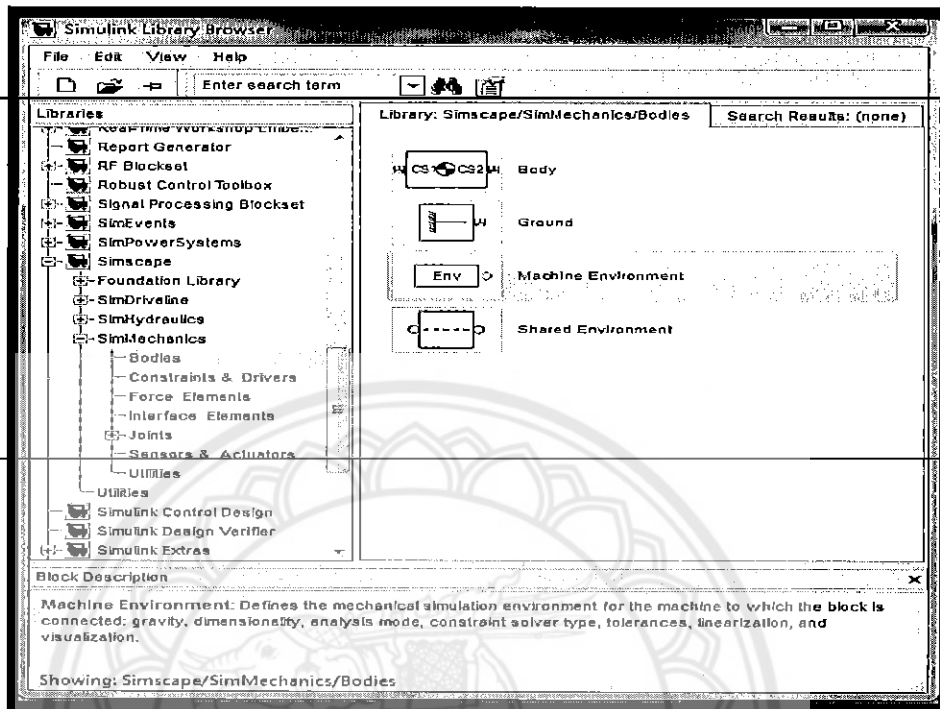 Simulink Library Browser
File Edit View Help
Enter search term
Libraries
Library: Simscape/SimMechanics/Bodies
Search Results: (none)
Real-Time Workshop Embe...
Report Generator
RF Blockset
Robust Control Toolbox
Signal Processing Blockset
SimEvents
SimPowerSystems
Simscape
Foundation Library
SimDriveline
SimHydraulics
SimMechanics
Bodies
Constraints & Drivers
Force Elements
Interface Elements
Joints
Sensors & Actuators
Utilities
Utilities
Simulink Control Design
Simulink Design Verifier
Simulink Extras
CS1 CS2 Body
Ground
Env Machine Environment
Shared Environment
Block Description
Machine Environment: Defines the mechanical simulation environment for the machine to which the block is
connected: gravity, dimensionality, analysis mode, constraint solver type, tolerances, linearization, and
visualization.
Showing: Simscape/SimMechanics/Bodies